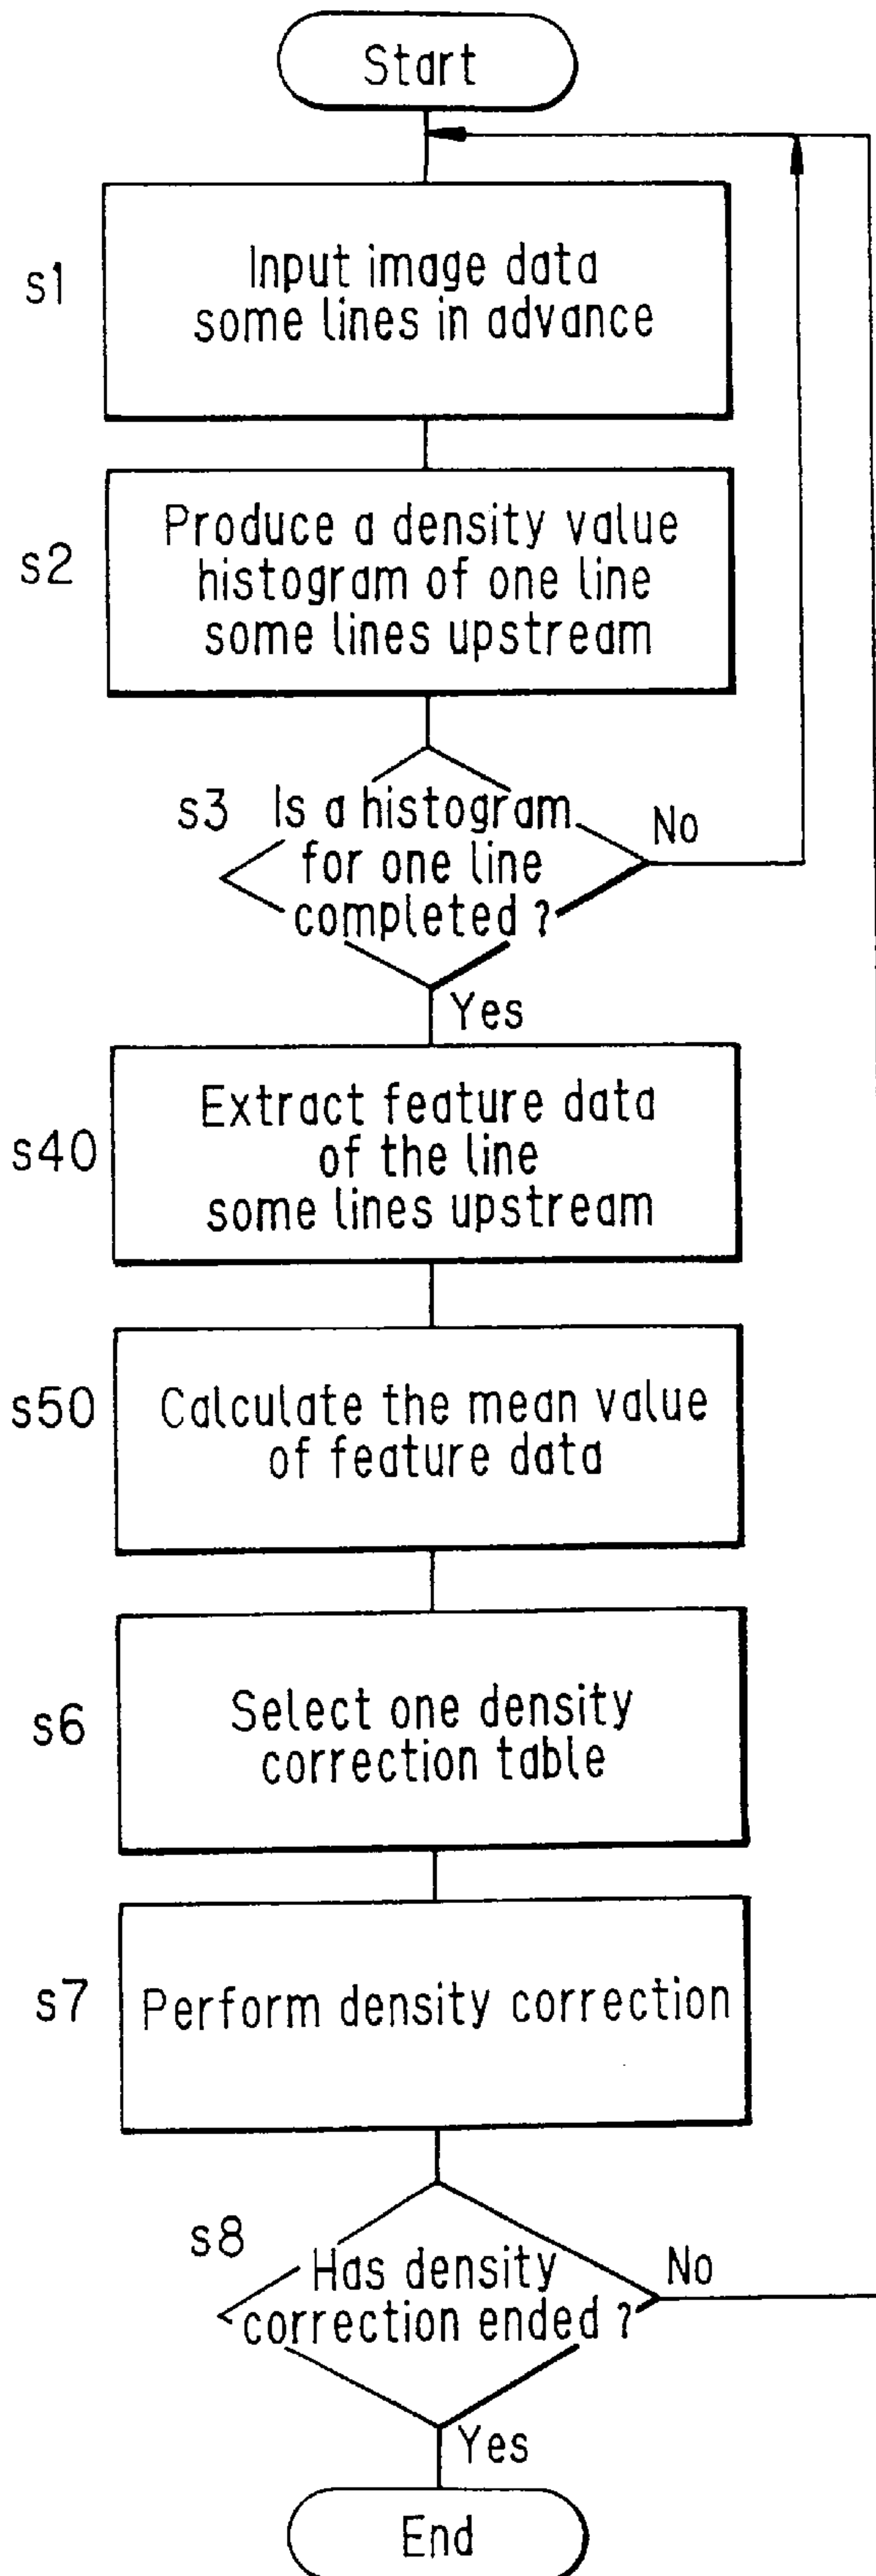 Start
s1
Input image data
some lines in advance
s2
Produce a density value
histogram of one line
some lines upstream
s3
Is a histogram
for one line
completed ?
No
Yes
s40
Extract feature data
of the line
some lines upstream
s50
Calculate the mean value
of feature data
s6
Select one density
correction table
s7
Perform density correction
s8
Has density
correction ended ?
No
Yes
End